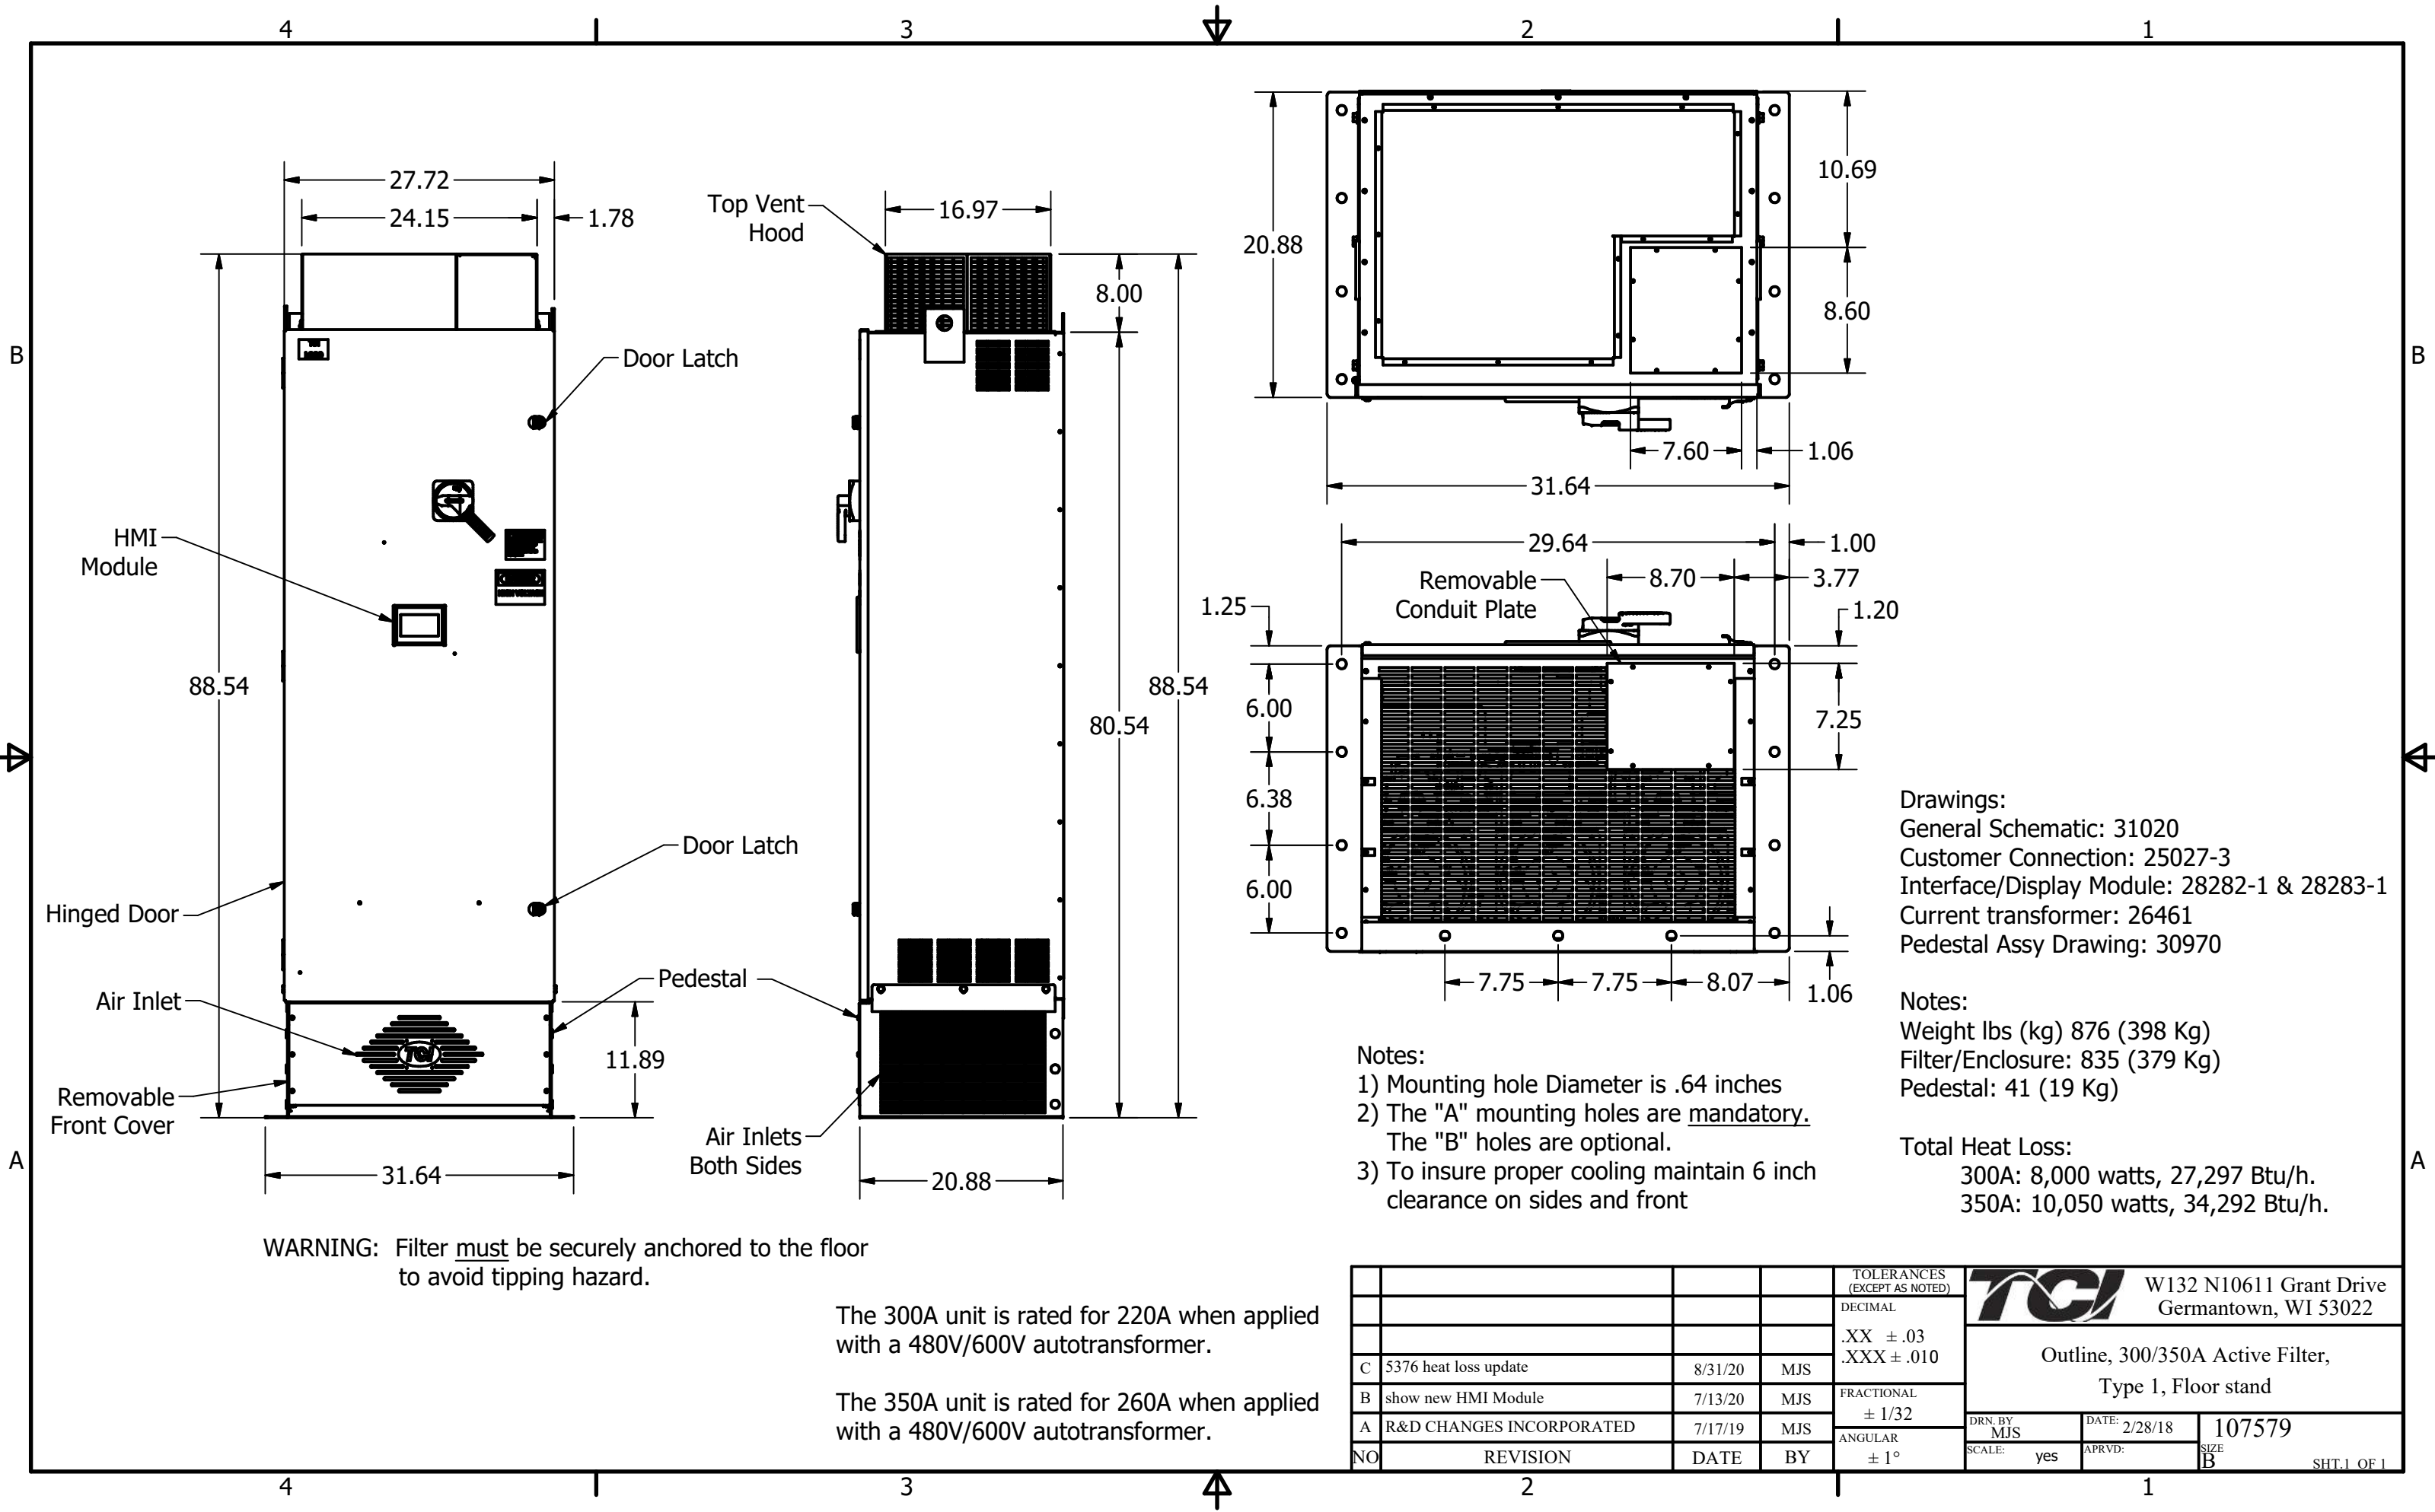 4
3
2
1
B
B
A
A
27.72
24.15
1.78
Top Vent
Hood
16.97
8.00
Door Latch
HMI
Module
88.54
88.54
80.54
Door Latch
Hinged Door
Pedestal
Air Inlet
Removable
Front Cover
TCI
11.89
Air Inlets
Both Sides
31.64
20.88
20.88
10.69
8.60
7.60
1.06
31.64
29.64
1.00
Removable
Conduit Plate
8.70
3.77
1.25
1.20
6.00
7.25
6.38
6.00
7.75
7.75
8.07
1.06
Drawings:
General Schematic: 31020
Customer Connection: 25027-3
Interface/Display Module: 28282-1 & 28283-1
Current transformer: 26461
Pedestal Assy Drawing: 30970
Notes:
Weight lbs (kg) 876 (398 Kg)
Filter/Enclosure: 835 (379 Kg)
Pedestal: 41 (19 Kg)
Total Heat Loss:
300A: 8,000 watts, 27,297 Btu/h.
350A: 10,050 watts, 34,292 Btu/h.
Notes:
1) Mounting hole Diameter is .64 inches
2) The "A" mounting holes are mandatory.
The "B" holes are optional.
3) To insure proper cooling maintain 6 inch
clearance on sides and front
WARNING: Filter must be securely anchored to the floor
to avoid tipping hazard.
The 300A unit is rated for 220A when applied
with a 480V/600V autotransformer.
The 350A unit is rated for 260A when applied
with a 480V/600V autotransformer.
C 5376 heat loss update 8/31/20 MJS
B show new HMI Module 7/13/20 MJS
A R&D CHANGES INCORPORATED 7/17/19 MJS
NO REVISION DATE BY
TOLERANCES
(EXCEPT AS NOTED)
DECIMAL
.XX ± .03
.XXX ± .010
FRACTIONAL
± 1/32
ANGULAR
± 1°
TCI
W132 N10611 Grant Drive
Germantown, WI 53022
Outline, 300/350A Active Filter,
Type 1, Floor stand
DRN. BY
MJS
DATE: 2/28/18
107579
SCALE: yes
APRVD:
SIZE
B
SHT.1 OF 1
4
3
2
1